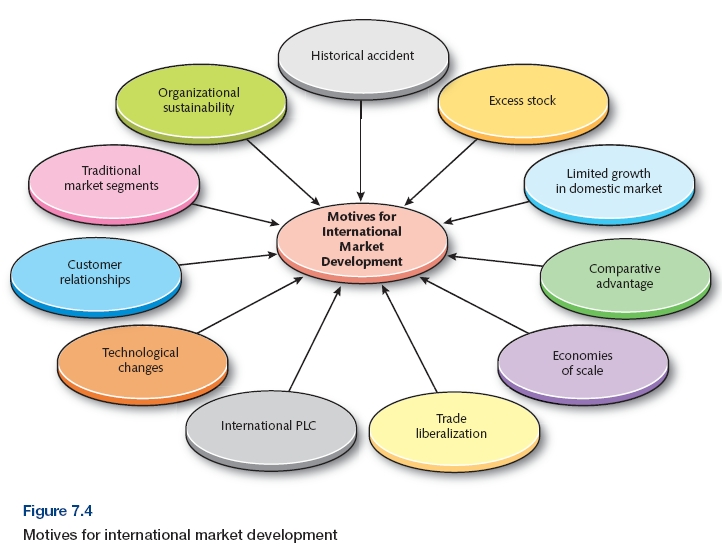 Historical accident
Excess stock
Limited growth
in domestic market
Comparative
advantage
Economies
of scale
Trade
liberalization
International PLC
Technological
changes
Customer
relationships
Traditional
market segments
Organizational
sustainability
Motives for
International
Market
Development
Figure 7.4
Motives for international market development